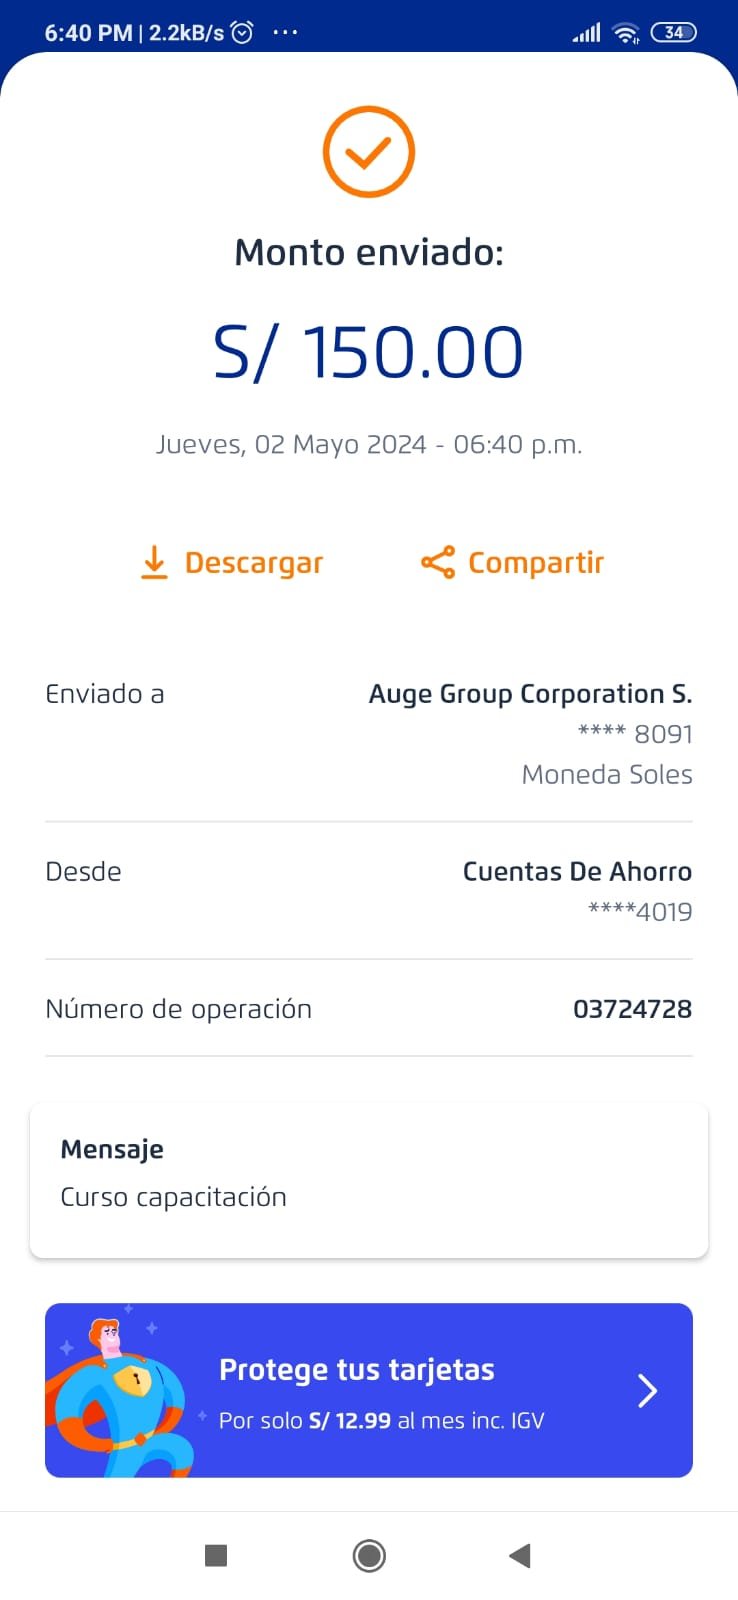 6:40 PM | 2.2kB/s ... 34
Monto enviado:
S/ 150.00
Jueves, 02 Mayo 2024 - 06:40 p.m.
Descargar Compartir
Enviado a Auge Group Corporation S.
**** 8091
Moneda Soles
Desde Cuentas De Ahorro
****4019
Número de operación 03724728
Mensaje
Curso capacitación
Protege tus tarjetas
Por solo S/ 12.99 al mes inc. IGV